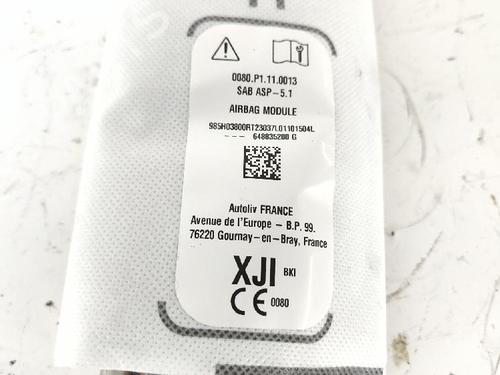 0080.P1.11.0013
SAB ASP-5.1
AIRBAG MODULE
985H03800RT23037L01101504L
--- 648835200 G
Autoliv FRANCE
Avenue de l'Europe - B.P. 99.
76220 Gournay-en-Bray, France
XJI BKI
CE 0080